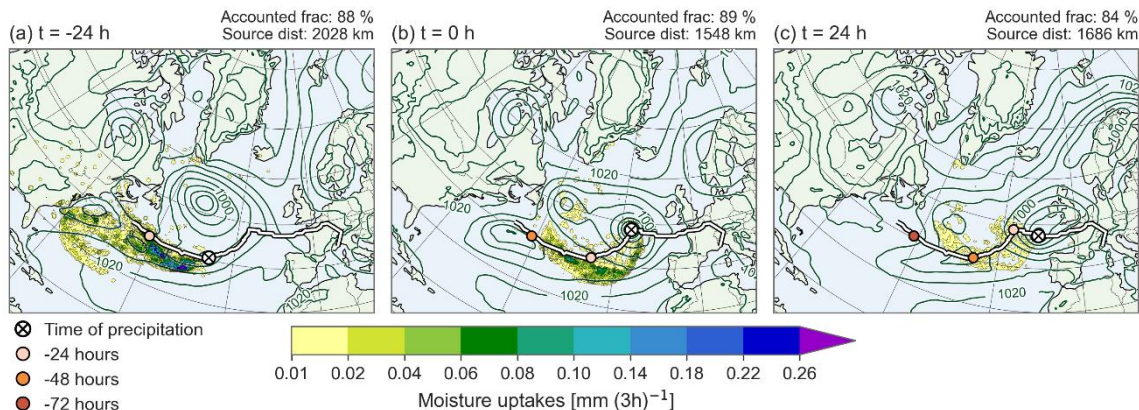 Accounted frac: 88 %
(a) t = -24 h Source dist: 2028 km
Accounted frac: 89 %
(b) t = 0 h Source dist: 1548 km
Accounted frac: 84 %
(c) t = 24 h Source dist: 1686 km
1000
1020
1020
1020
1020
1020
1020
1020
1020
1020
1000
1020
Time of precipitation
-24 hours
-48 hours
-72 hours
0.01 0.02 0.04 0.06 0.08 0.10 0.14 0.18 0.22 0.26
Moisture uptakes [mm (3h)⁻¹]